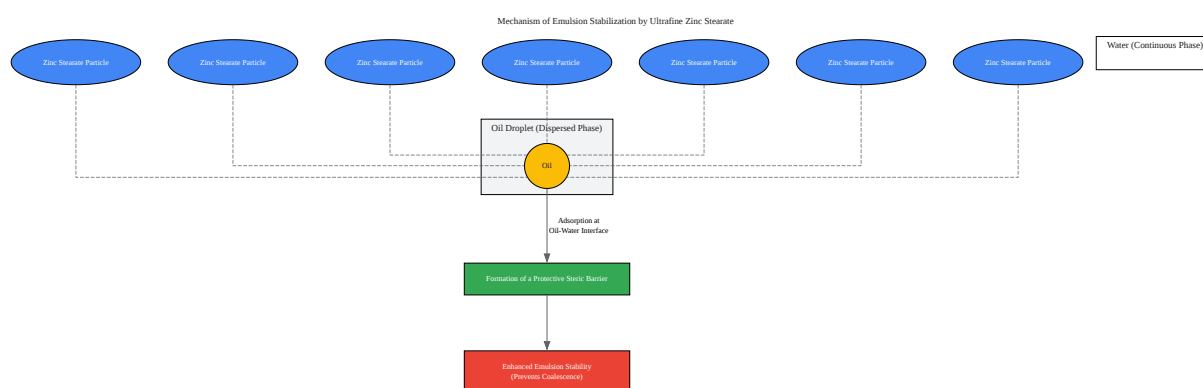 Mechanism of Emulsion Stabilization by Ultrafine Zinc Stearate
Water (Continuous Phase)
Zinc Stearate Particle
Zinc Stearate Particle
Zinc Stearate Particle
Zinc Stearate Particle
Zinc Stearate Particle
Zinc Stearate Particle
Zinc Stearate Particle
Oil Droplet (Dispersed Phase)
Oil
Adsorption at
Oil-Water Interface
Formation of a Protective Steric Barrier
Enhanced Emulsion Stability
(Prevents Coalescence)